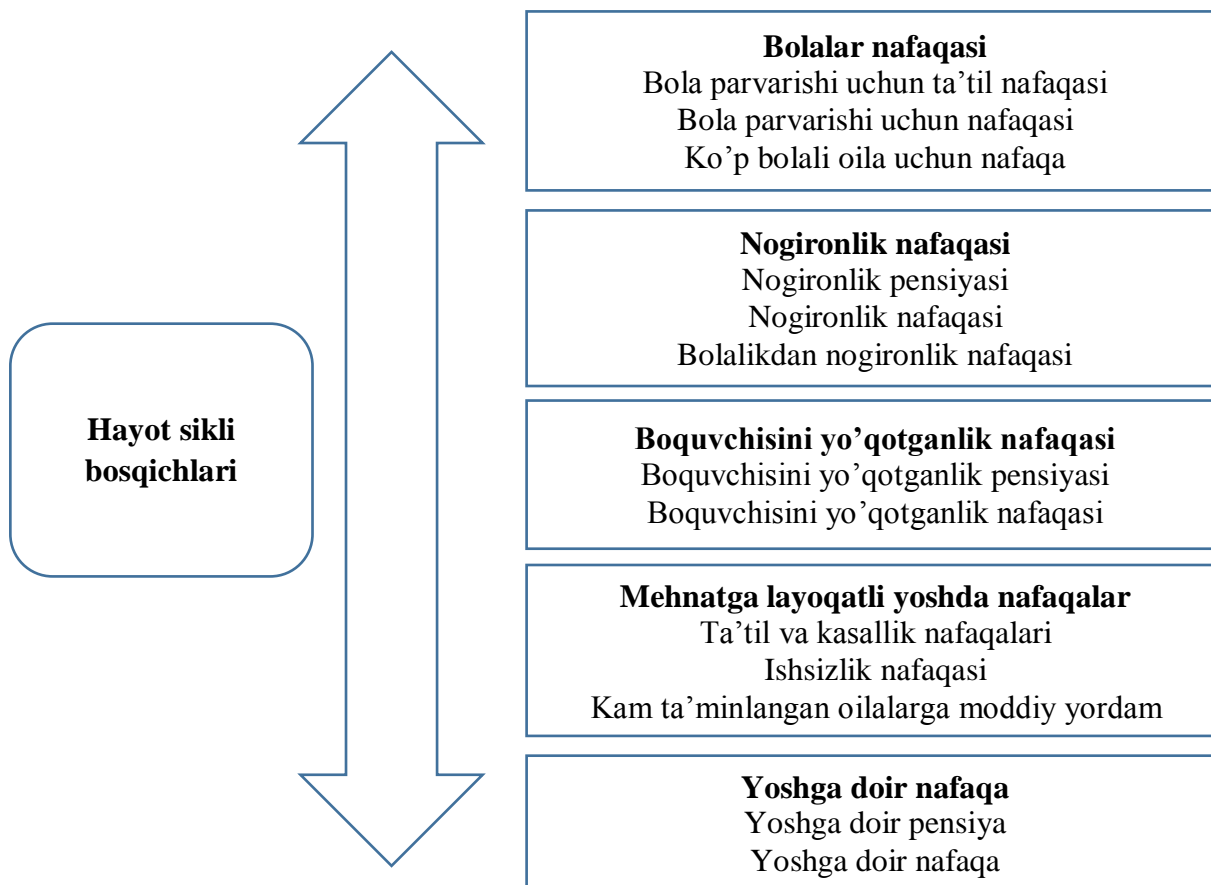 Hayot sikli
bosqichlari
Bolalar nafaqasi
Bola parvarishi uchun ta’til nafaqasi
Bola parvarishi uchun nafaqasi
Ko’p bolali oila uchun nafaqa
Nogironlik nafaqasi
Nogironlik pensiyasi
Nogironlik nafaqasi
Bolalikdan nogironlik nafaqasi
Boquvchisini yo’qotganlik nafaqasi
Boquvchisini yo’qotganlik pensiyasi
Boquvchisini yo’qotganlik nafaqasi
Mehnatga layoqatli yoshda nafaqalar
Ta’til va kasallik nafaqalari
Ishsizlik nafaqasi
Kam ta’minlangan oilalarga moddiy yordam
Yoshga doir nafaqa
Yoshga doir pensiya
Yoshga doir nafaqa